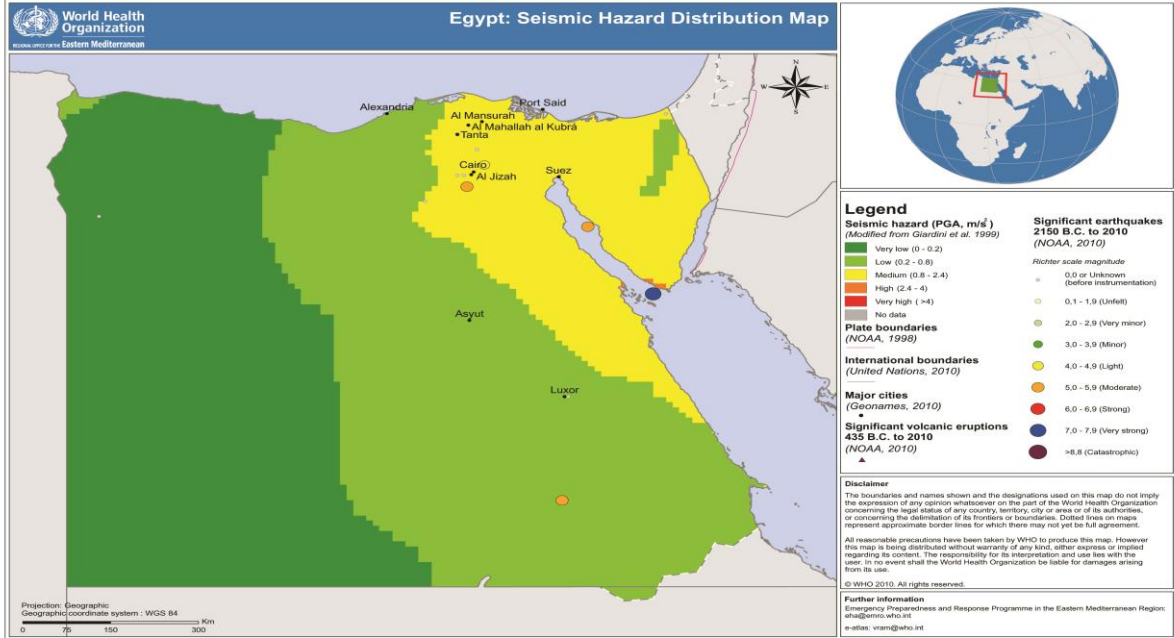 World Health
Organization
REGIONAL OFFICE FOR THE Eastern Mediterranean
Egypt: Seismic Hazard Distribution Map
Alexandria
Port Said
Al Mansurah
Al Mahallah al Kubrá
Tanta
Cairo
Al Jizah
Suez
Asyut
Luxor
N
W
E
S
Projection: Geographic
Geographic coordinate system : WGS 84
Km
0 75 150 300
Legend
Seismic hazard (PGA, m/s²)
(Modified from Giardini et al. 1999)
Very low (0 - 0.2)
Low (0.2 - 0.8)
Medium (0.8 - 2.4)
High (2.4 - 4)
Very high ( >4)
No data
Plate boundaries
(NOAA, 1998)
International boundaries
(United Nations, 2010)
Major cities
(Geonames, 2010)
Significant volcanic eruptions
435 B.C. to 2010
(NOAA, 2010)
Significant earthquakes
2150 B.C. to 2010
(NOAA, 2010)
Richter scale magnitude
0,0 or Unknown
(before instrumentation)
0,1 - 1,9 (Unfelt)
2,0 - 2,9 (Very minor)
3,0 - 3,9 (Minor)
4,0 - 4,9 (Light)
5,0 - 5,9 (Moderate)
6,0 - 6,9 (Strong)
7,0 - 7,9 (Very strong)
>8,8 (Catastrophic)
Disclaimer
The boundaries and names shown and the designations used on this map do not imply
the expression of any opinion whatsoever on the part of the World Health Organization
concerning the legal status of any country, territory, city or area or of its authorities,
or concerning the delimitation of its frontiers or boundaries. Dotted lines on maps
represent approximate border lines for which there may not yet be full agreement.
All reasonable precautions have been taken by WHO to produce this map. However
this map is being distributed without warranty of any kind, either express or implied
regarding its content. The responsibility for its interpretation and use lies with the
user. In no event shall the World Health Organization be liable for damages arising
from its use.
© WHO 2010. All rights reserved.
Further information
Emergency Preparedness and Response Programme in the Eastern Mediterranean Region:
eha@emro.who.int
e-atlas: vram@who.int